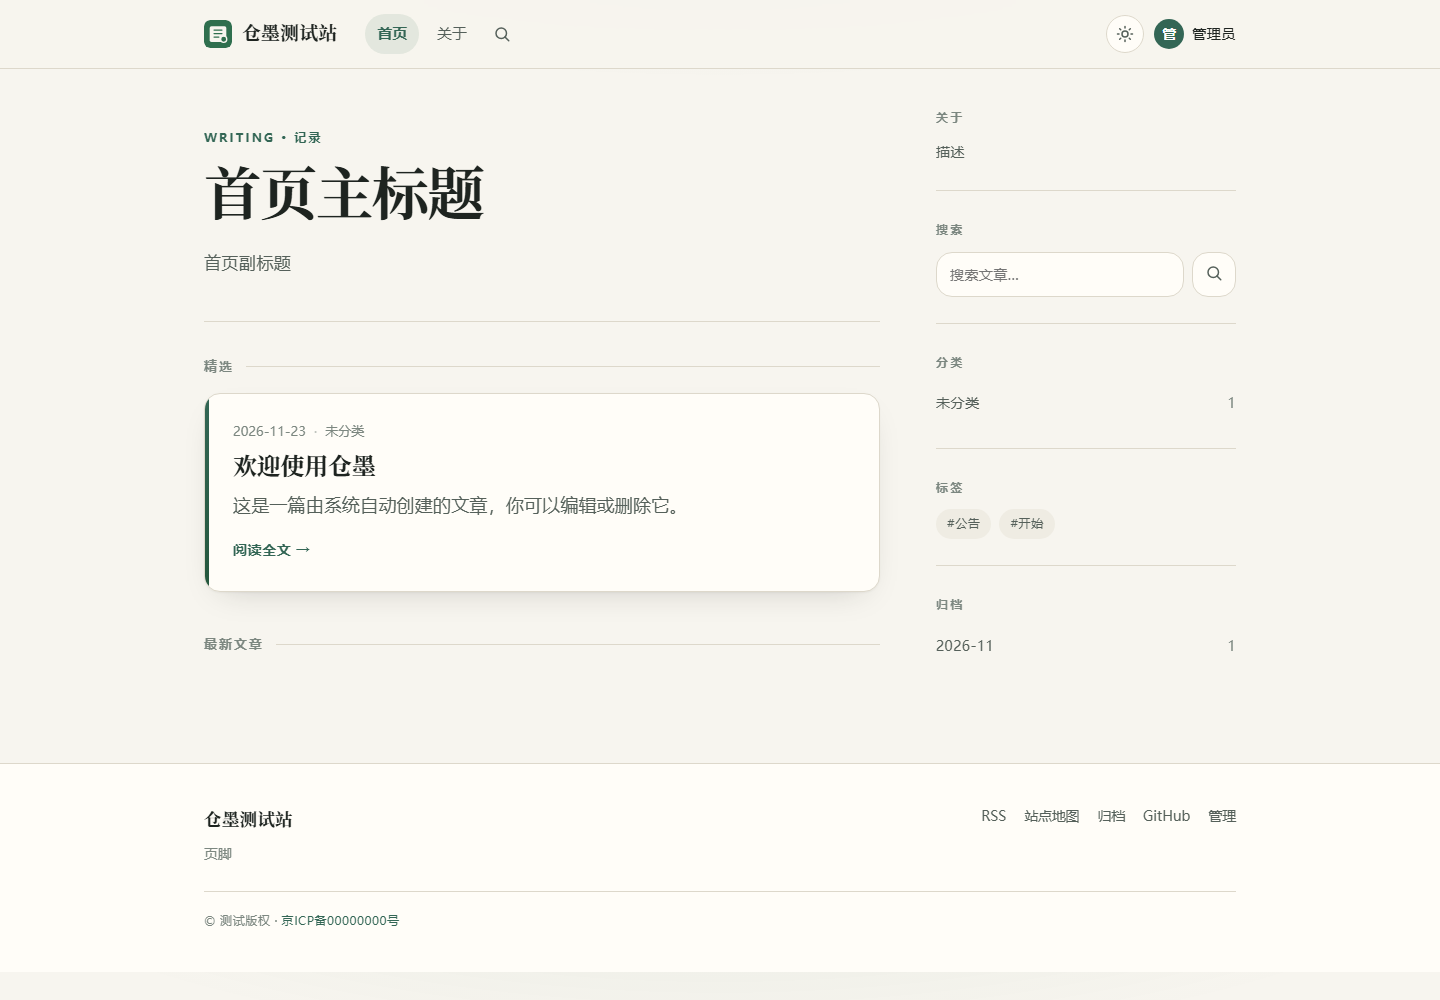 仓墨测试站
首页 关于
管 管理员
WRITING • 记录
首页主标题
首页副标题
精选
2026-11-23 · 未分类
欢迎使用仓墨
这是一篇由系统自动创建的文章，你可以编辑或删除它。
阅读全文 →
最新文章
关于
描述
搜索
搜索文章...
分类
未分类 1
标签
#公告 #开始
归档
2026-11 1
仓墨测试站
页脚
RSS 站点地图 归档 GitHub 管理
© 测试版权 · 京ICP备00000000号